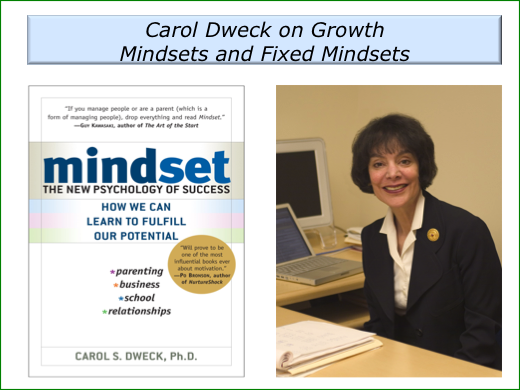 Carol Dweck on Growth
Mindsets and Fixed Mindsets
"If you manage people or are a parent (which is a
form of managing people), drop everything and read Mindset."
—Guy Kawasaki, author of The Art of the Start
mindset
THE NEW PSYCHOLOGY OF SUCCESS
HOW WE CAN
LEARN TO FULFILL
OUR POTENTIAL
"Will prove to be
one of the most
influential books ever
about motivation."
—Po Bronson, author
of NurtureShock
*parenting
*business
*school
*relationships
CAROL S. DWECK, Ph.D.